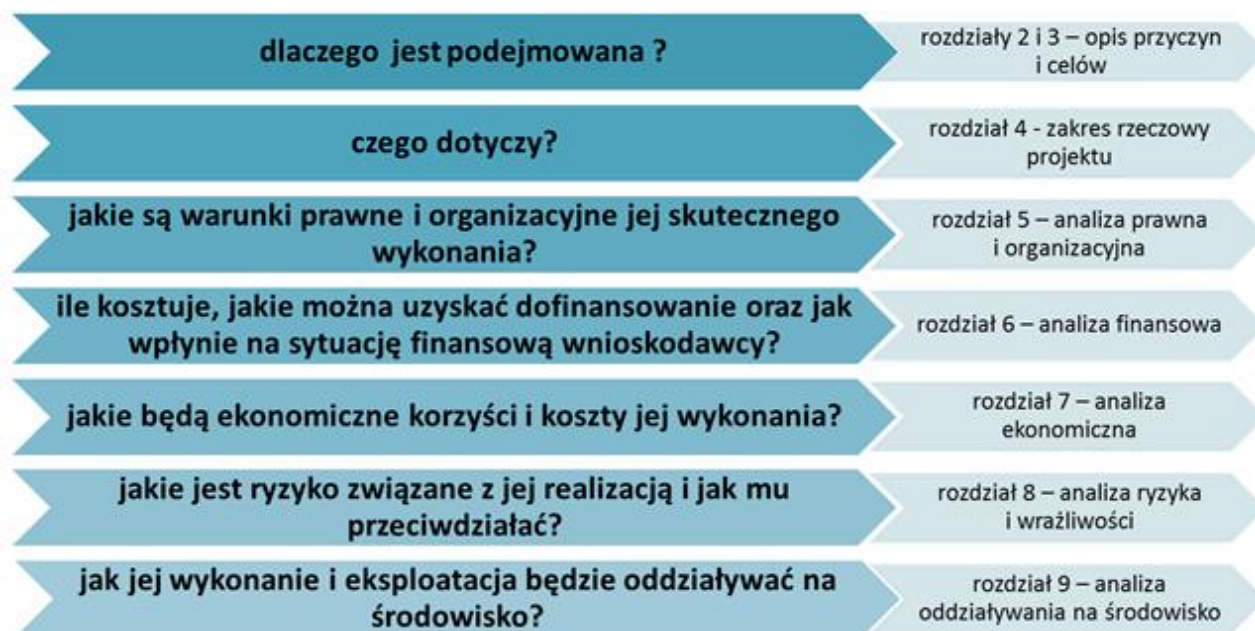 dlaczego jest podejmowana ?
rozdziały 2 i 3 – opis przyczyn
i celów
czego dotyczy?
rozdział 4 - zakres rzeczowy
projektu
jakie są warunki prawne i organizacyjne jej skutecznego
wykonania?
rozdział 5 – analiza prawna
i organizacyjna
ile kosztuje, jakie można uzyskać dofinansowanie oraz jak
wpłynie na sytuację finansową wnioskodawcy?
rozdział 6 – analiza finansowa
jakie będą ekonomiczne korzyści i koszty jej wykonania?
rozdział 7 – analiza
ekonomiczna
jakie jest ryzyko związane z jej realizacją i jak mu
przeciwdziałać?
rozdział 8 – analiza ryzyka
i wrażliwości
jak jej wykonanie i eksploatacja będzie oddziaływać na
środowisko?
rozdział 9 – analiza
oddziaływania na środowisko